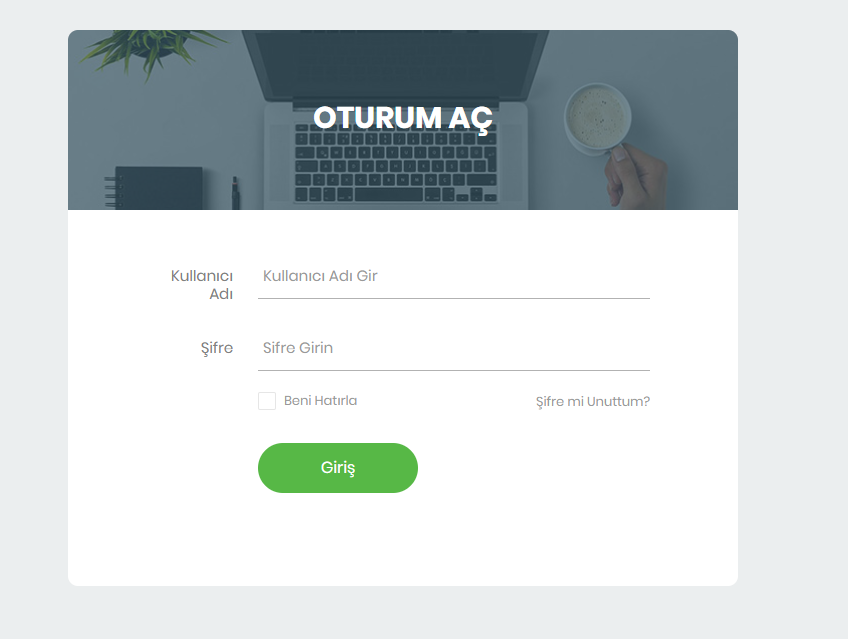 OTURUM AÇ
Kullanıcı
Adı
Kullanıcı Adı Gir
Şifre
Sifre Girin
Beni Hatırla
Şifre mi Unuttum?
Giriş